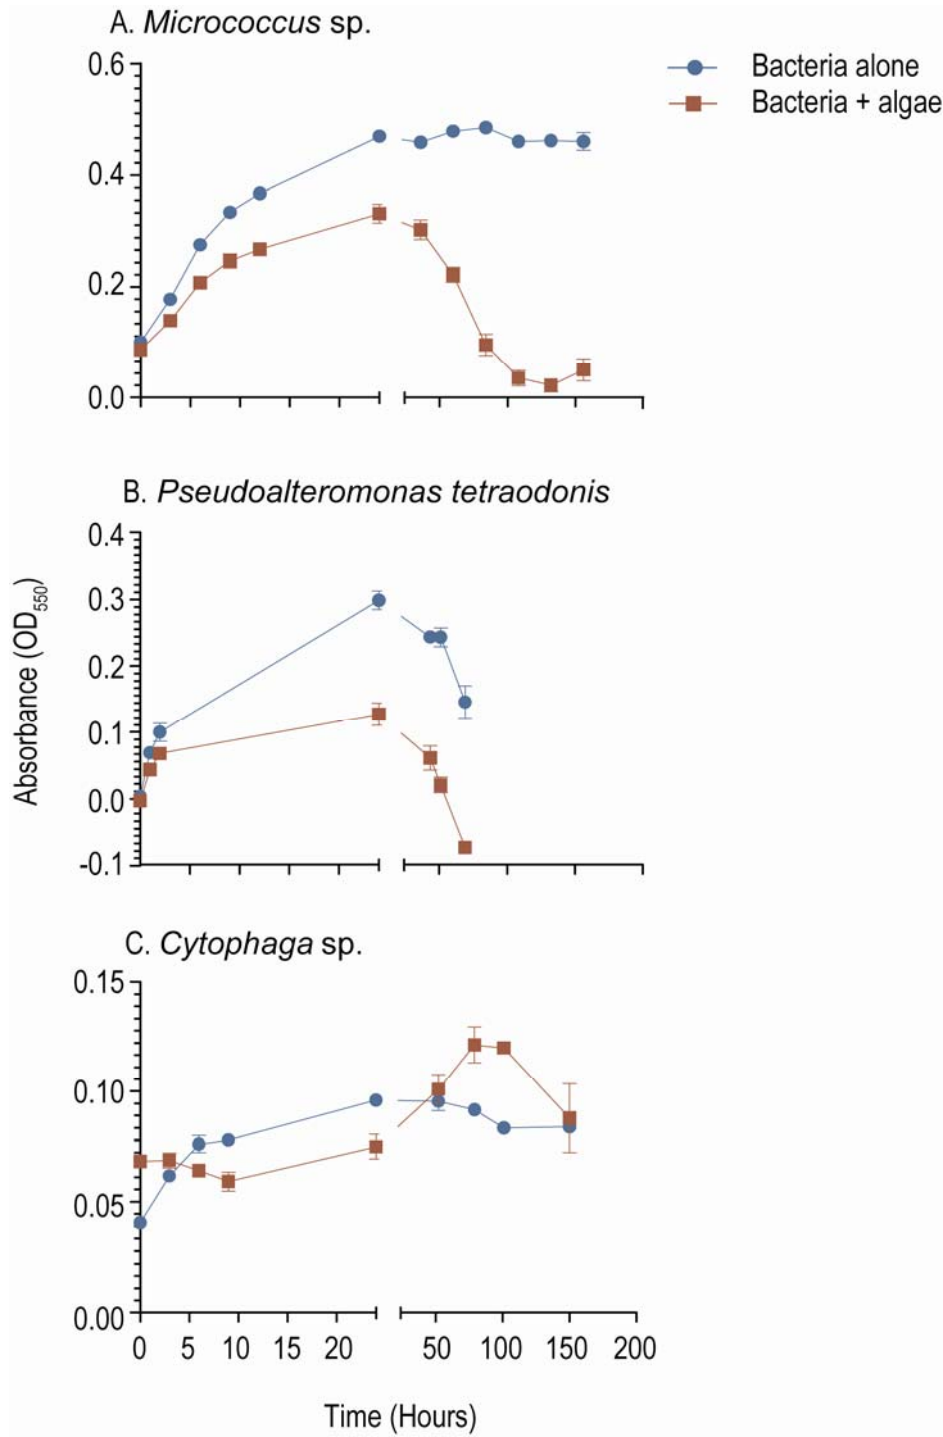 A. Micrococcus sp.
Bacteria alone
Bacteria + algae
0.6
0.4
0.2
0.0
B. Pseudoalteromonas tetraodonis
0.4
0.3
0.2
0.1
0.0
-0.1
Absorbance (OD550)
C. Cytophaga sp.
0.15
0.10
0.05
0.00
0 5 10 15 20 50 100 150 200
Time (Hours)